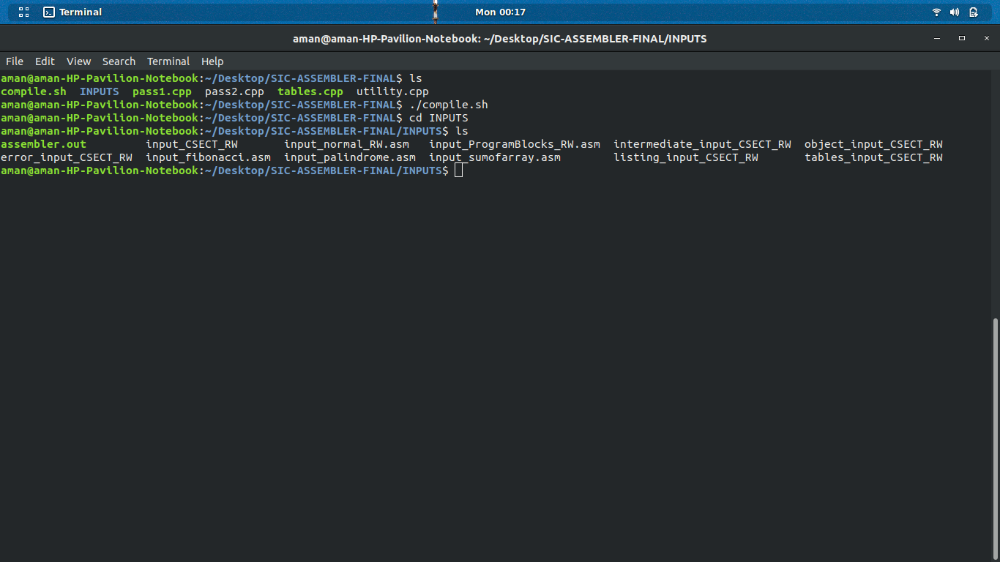 Terminal Mon 00:17
aman@aman-HP-Pavilion-Notebook: ~/Desktop/SIC-ASSEMBLER-FINAL/INPUTS
File Edit View Search Terminal Help
aman@aman-HP-Pavilion-Notebook:~/Desktop/SIC-ASSEMBLER-FINAL$ ls
compile.sh INPUTS pass1.cpp pass2.cpp tables.cpp utility.cpp
aman@aman-HP-Pavilion-Notebook:~/Desktop/SIC-ASSEMBLER-FINAL$ ./compile.sh
aman@aman-HP-Pavilion-Notebook:~/Desktop/SIC-ASSEMBLER-FINAL$ cd INPUTS
aman@aman-HP-Pavilion-Notebook:~/Desktop/SIC-ASSEMBLER-FINAL/INPUTS$ ls
assembler.out input_CSECT_RW input_normal_RW.asm input_ProgramBlocks_RW.asm intermediate_input_CSECT_RW object_input_CSECT_RW
error_input_CSECT_RW input_fibonacci.asm input_palindrome.asm input_sumofarray.asm listing_input_CSECT_RW tables_input_CSECT_RW
aman@aman-HP-Pavilion-Notebook:~/Desktop/SIC-ASSEMBLER-FINAL/INPUTS$